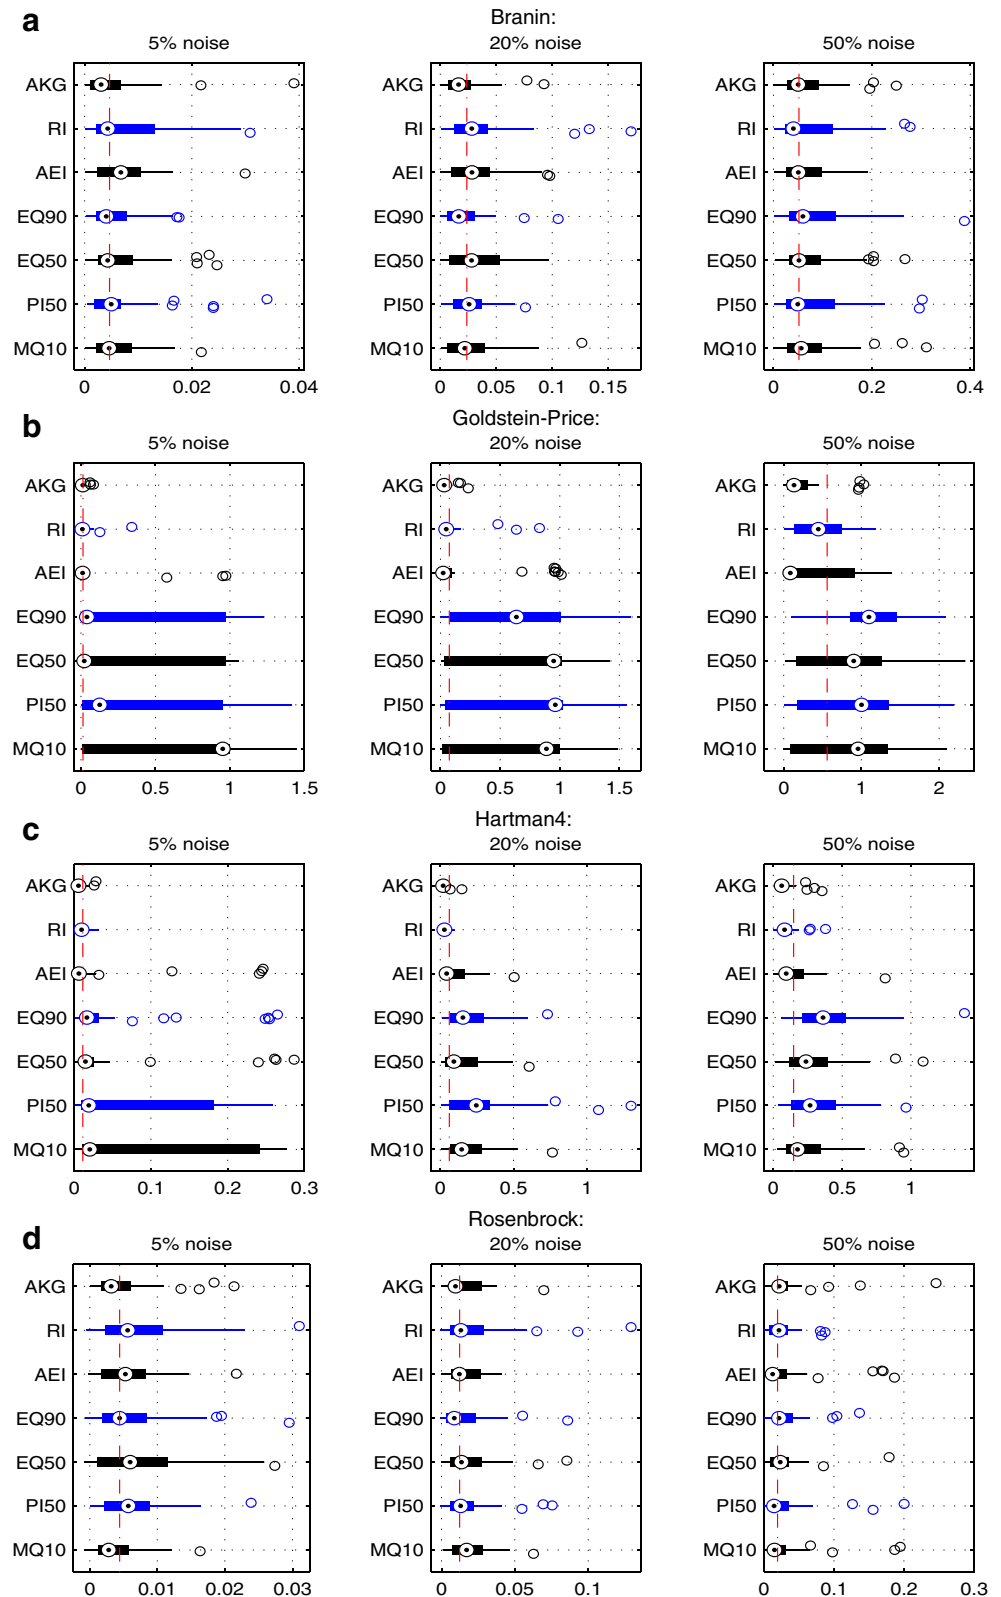 a
Branin:
5% noise
20% noise
50% noise
AKG
RI
AEI
EQ90
EQ50
PI50
MQ10
0
0.02
0.04
AKG
RI
AEI
EQ90
EQ50
PI50
MQ10
0
0.05
0.1
0.15
AKG
RI
AEI
EQ90
EQ50
PI50
MQ10
0
0.2
0.4
b
Goldstein-Price:
5% noise
20% noise
50% noise
AKG
RI
AEI
EQ90
EQ50
PI50
MQ10
0
0.5
1
1.5
AKG
RI
AEI
EQ90
EQ50
PI50
MQ10
0
0.5
1
1.5
AKG
RI
AEI
EQ90
EQ50
PI50
MQ10
0
1
2
c
Hartman4:
5% noise
20% noise
50% noise
AKG
RI
AEI
EQ90
EQ50
PI50
MQ10
0
0.1
0.2
0.3
AKG
RI
AEI
EQ90
EQ50
PI50
MQ10
0
0.5
1
AKG
RI
AEI
EQ90
EQ50
PI50
MQ10
0
0.5
1
d
Rosenbrock:
5% noise
20% noise
50% noise
AKG
RI
AEI
EQ90
EQ50
PI50
MQ10
0
0.01
0.02
0.03
AKG
RI
AEI
EQ90
EQ50
PI50
MQ10
0
0.05
0.1
AKG
RI
AEI
EQ90
EQ50
PI50
MQ10
0
0.1
0.2
0.3